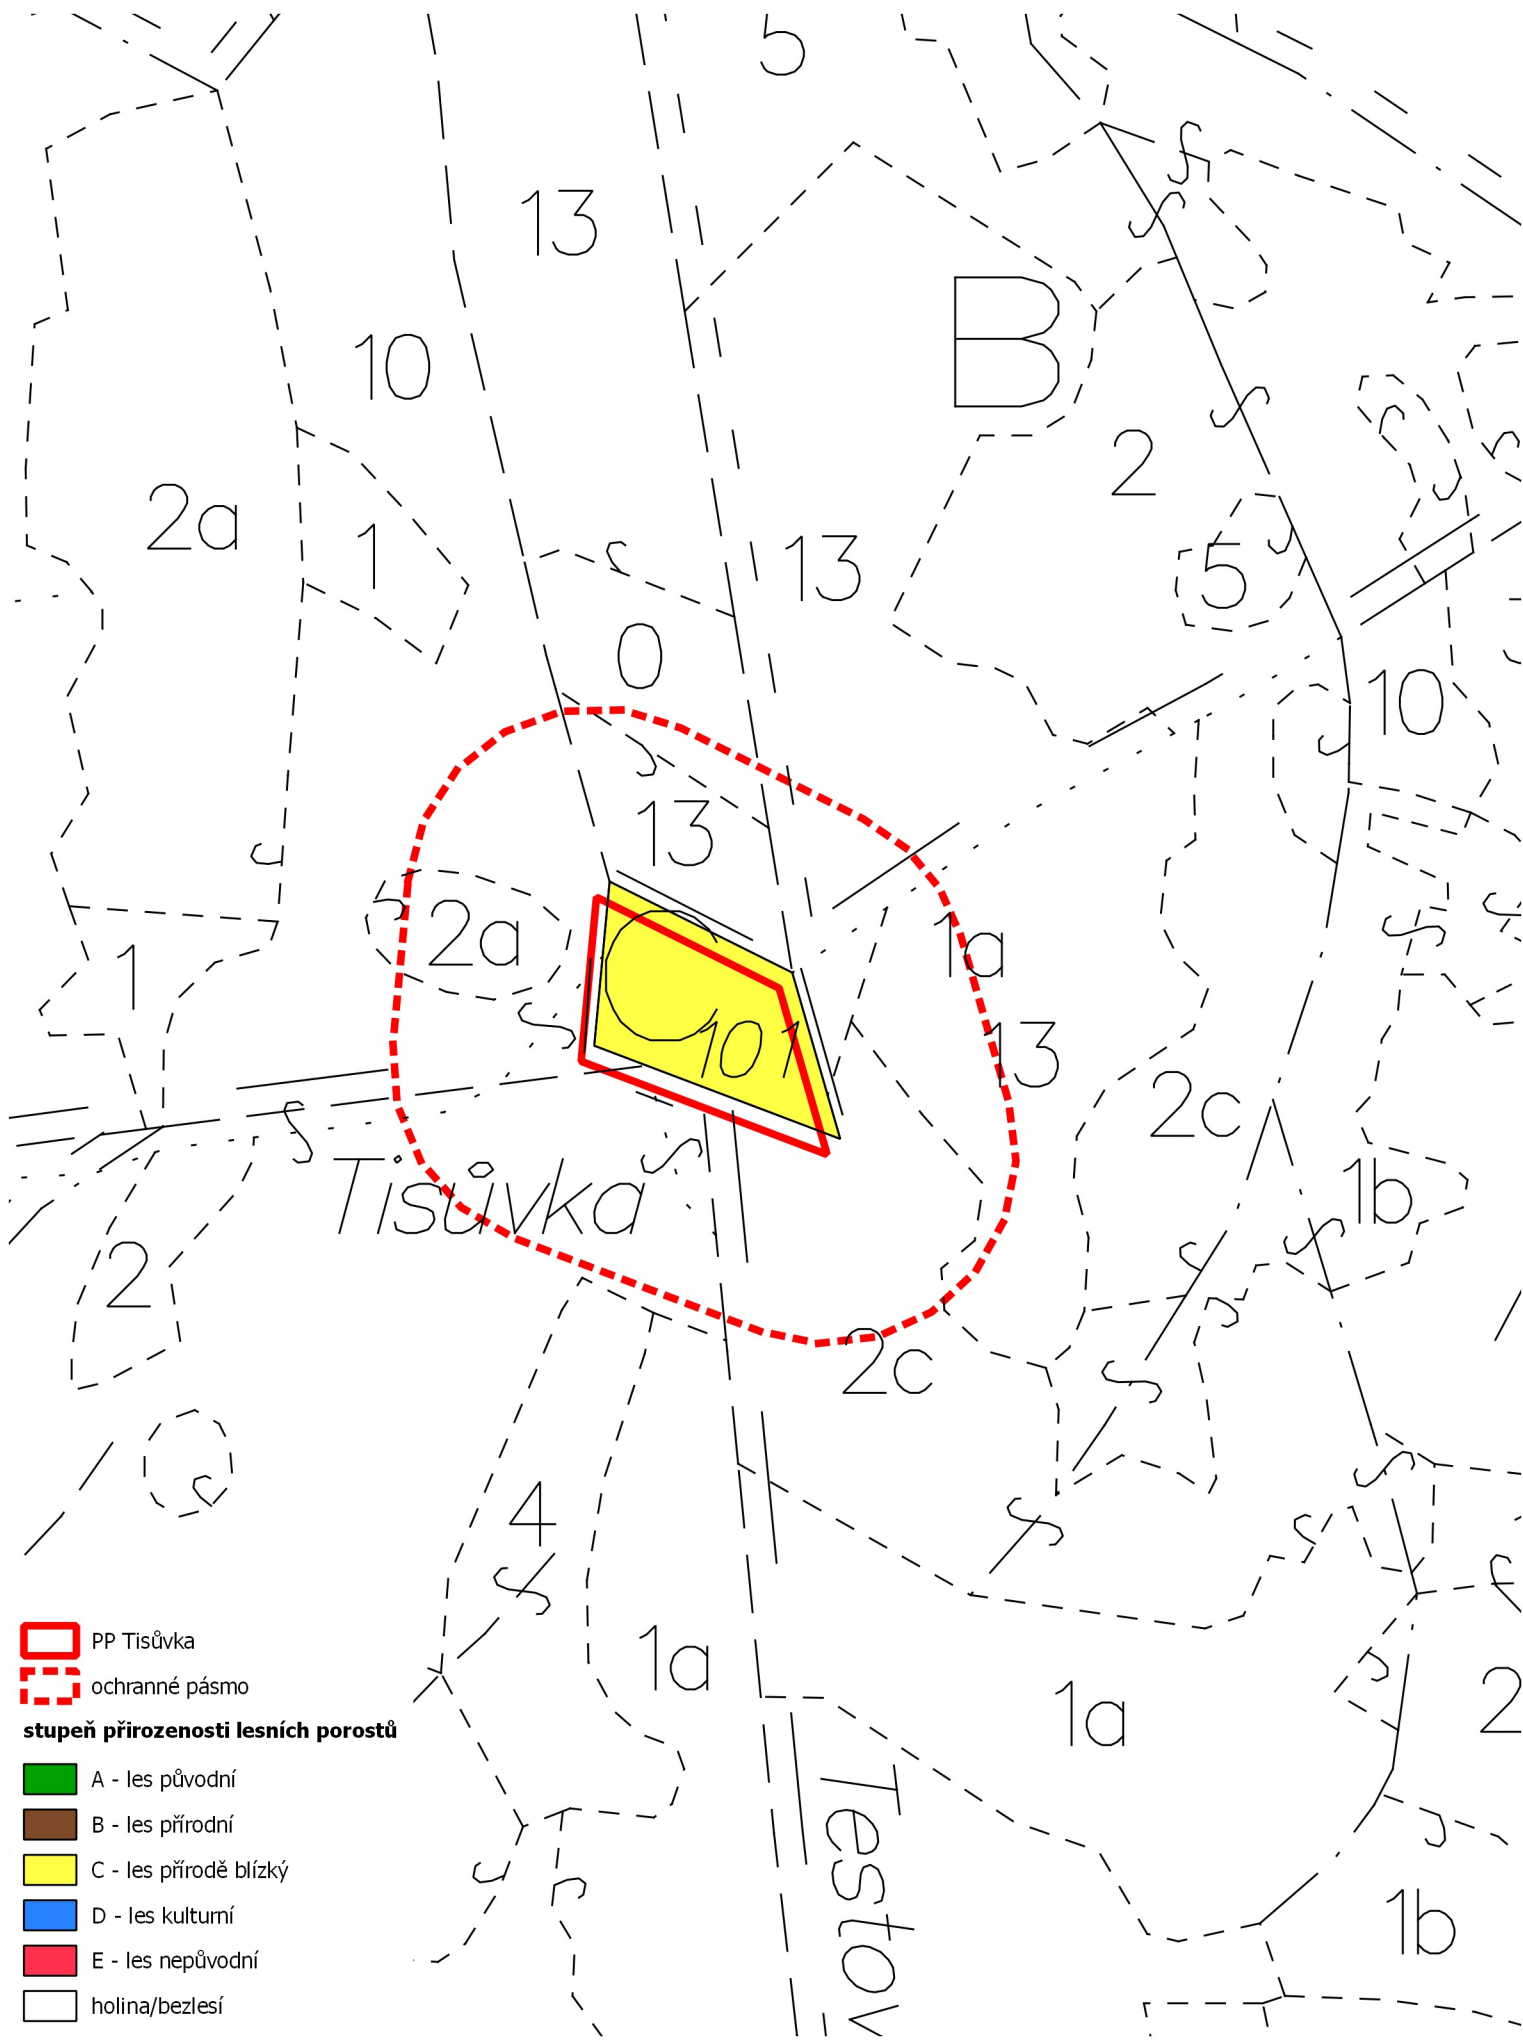 5
13
10
B
2
2a
1
13
5
0
10
13
2a
C
1a
1
101
13
2c
Tisůvka
1b
2
2c
4
1a
1a
2
Testov
1b
PP Tisůvka
ochranné pásmo
stupeň přirozenosti lesních porostů
A - les původní
B - les přírodní
C - les přírodě blízký
D - les kulturní
E - les nepůvodní
holina/bezlesí